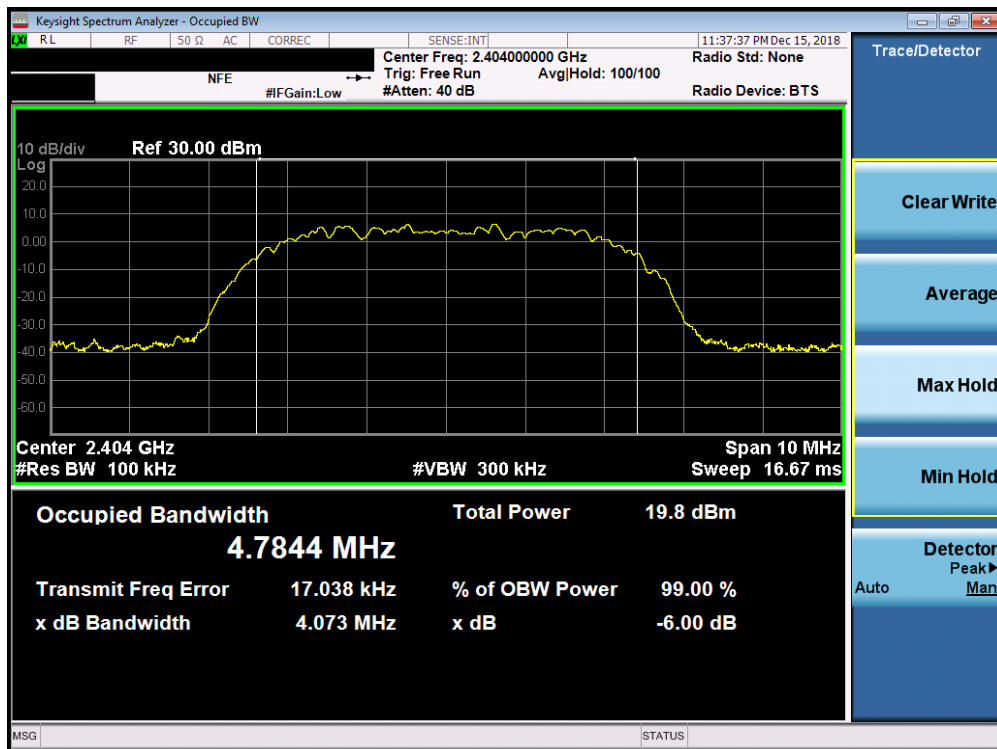 Keysight Spectrum Analyzer - Occupied BW
LXI RL RF 50 Ω AC CORREC SENSE:INT 11:37:37 PM Dec 15, 2018
Center Freq: 2.404000000 GHz Radio Std: None
NFE Trig: Free Run Avg|Hold: 100/100
#IFGain:Low #Atten: 40 dB Radio Device: BTS
Trace/Detector
10 dB/div Ref 30.00 dBm
Log
20.0
10.0
0.00
-10.0
-20.0
-30.0
-40.0
-50.0
-60.0
Center 2.404 GHz Span 10 MHz
#Res BW 100 kHz #VBW 300 kHz Sweep 16.67 ms
Occupied Bandwidth Total Power 19.8 dBm
4.7844 MHz
Transmit Freq Error 17.038 kHz % of OBW Power 99.00 %
x dB Bandwidth 4.073 MHz x dB -6.00 dB
Clear Write
Average
Max Hold
Min Hold
Detector
Peak▶
Auto Man
MSG STATUS